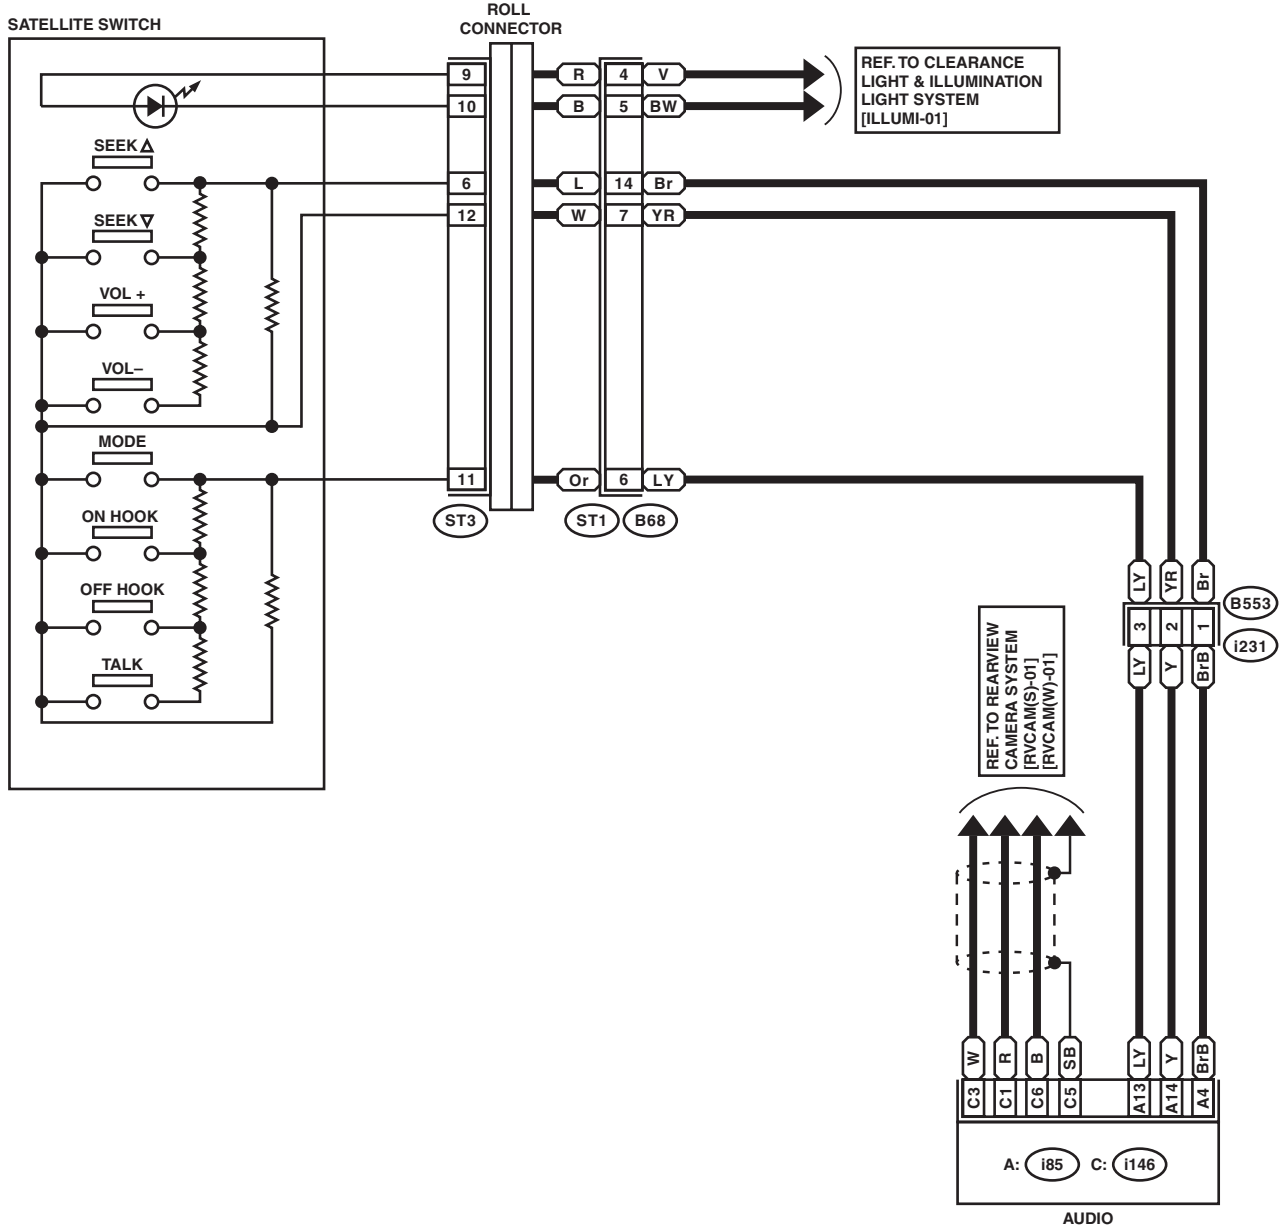 SATELLITE SWITCH
ROLL
CONNECTOR
9
R
4
V
10
B
5
BW
REF. TO CLEARANCE
LIGHT & ILLUMINATION
LIGHT SYSTEM
[ILLUMI-01]
SEEK
6
L
14
Br
12
W
7
YR
SEEK
VOL +
VOL–
MODE
11
Or
6
LY
ST3
ST1
B68
ON HOOK
OFF HOOK
TALK
LY
YR
Br
B553
3
2
1
i231
LY
Y
BrB
REF. TO REARVIEW
CAMERA SYSTEM
[RVCAM(S)-01]
[RVCAM(W)-01]
W
R
B
SB
LY
Y
BrB
C3
C1
C6
C5
A13
A14
A4
A: i85 C: i146
AUDIO